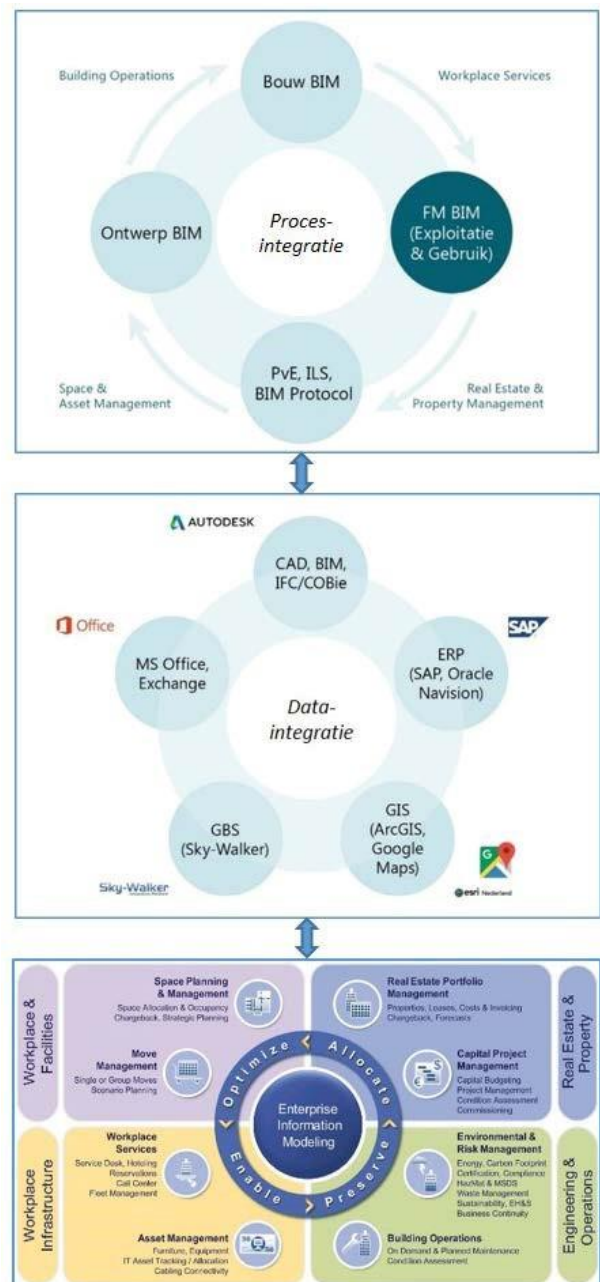 Building Operations
Bouw BIM
Workplace Services
Ontwerp BIM
Proces-
integratie
FM BIM
(Exploitatie
& Gebruik)
Space &
Asset Management
PvE, ILS,
BIM Protocol
Real Estate &
Property Management
AUTODESK
CAD, BIM,
IFC/COBie
Office
MS Office,
Exchange
SAP
ERP
(SAP, Oracle
Navision)
Data-
integratie
GBS
(Sky-Walker)
GIS
(ArcGIS,
Google
Maps)
Sky-Walker
G
esri Nederland
Workplace &
Facilities
Space Planning
& Management
Space Allocation & Occupancy
Chargeback, Strategic Planning
Move
Management
Single or Group Moves
Scenario Planning
Real Estate Portfolio
Management
Properties, Leases, Costs & Invoicing
Chargeback, Forecasts
Capital Project
Management
Capital Budgeting
Project Management
Condition Assessment
Commissioning
Real Estate &
Property
Optimize
Allocate
Enterprise
Information
Modeling
Enable
Preserve
Workplace
Infrastructure
Workplace
Services
Service Desk, Hoteling
Reservations
Call Center
Fleet Management
Asset Management
Furniture, Equipment
IT Asset Tracking / Allocation
Cabling Connectivity
Environmental &
Risk Management
Energy, Carbon Footprint
Certification, Compliance
HazMat & MSDS
Waste Management
Sustainability, EH&S
Business Continuity
Building Operations
On Demand & Planned Maintenance
Condition Assessment
Engineering &
Operations